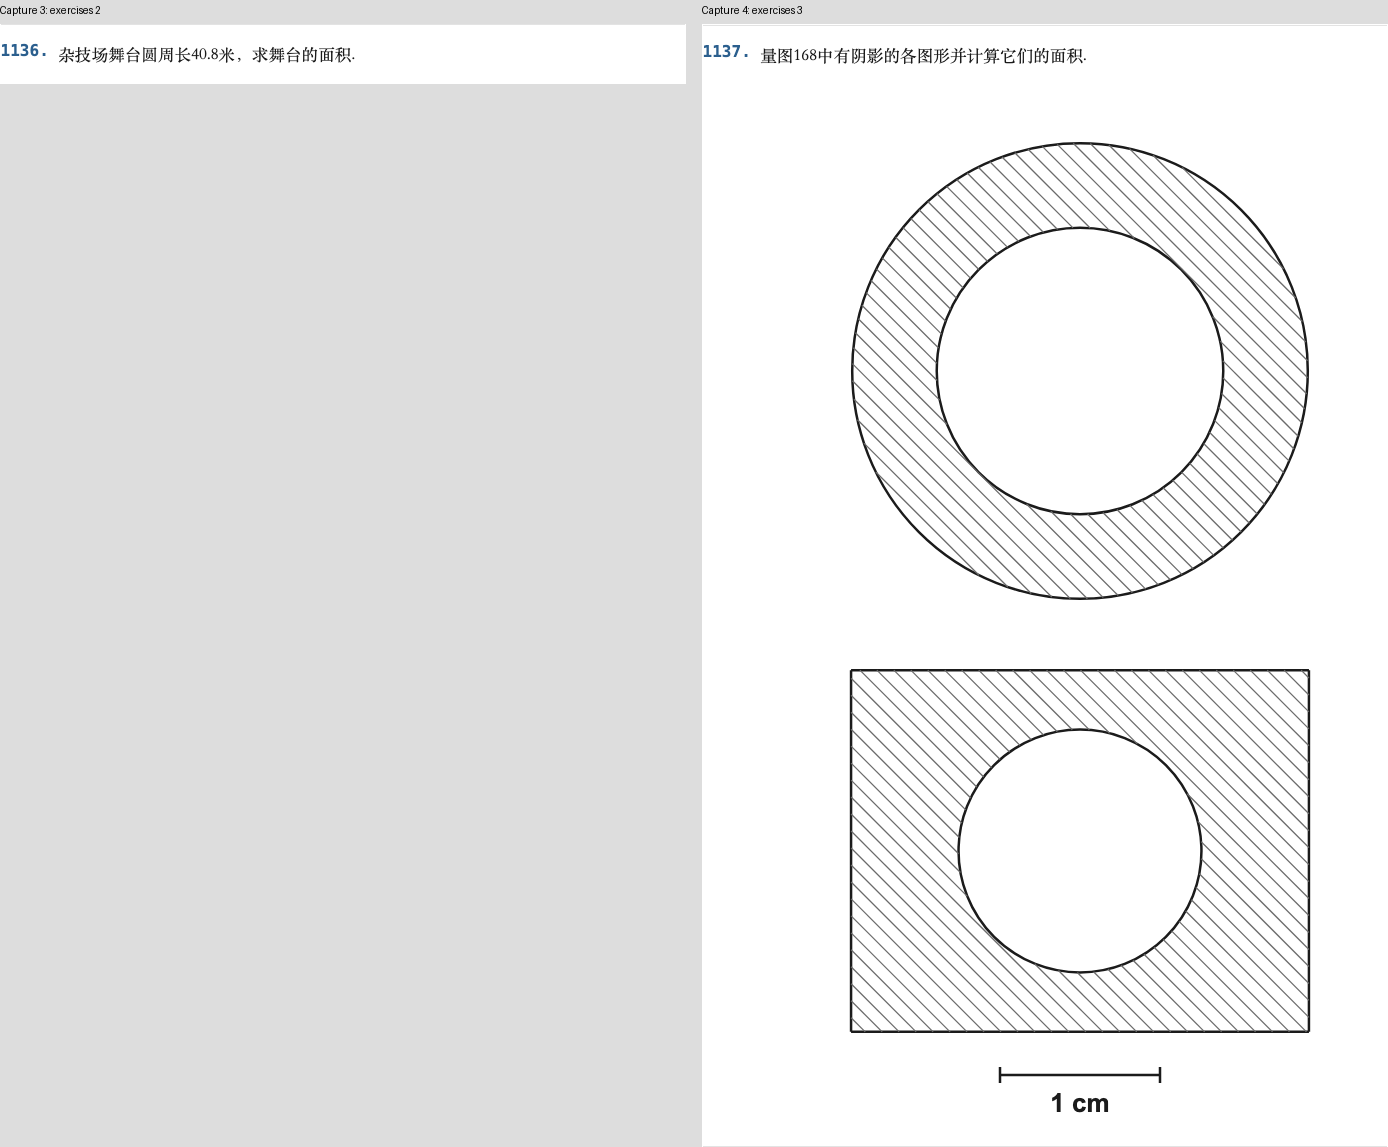 Capture 3: exercises 2
1136. 杂技场舞台圆周长40.8米，求舞台的面积.
Capture 4: exercises 3
1137. 量图168中有阴影的各图形并计算它们的面积.
1 cm